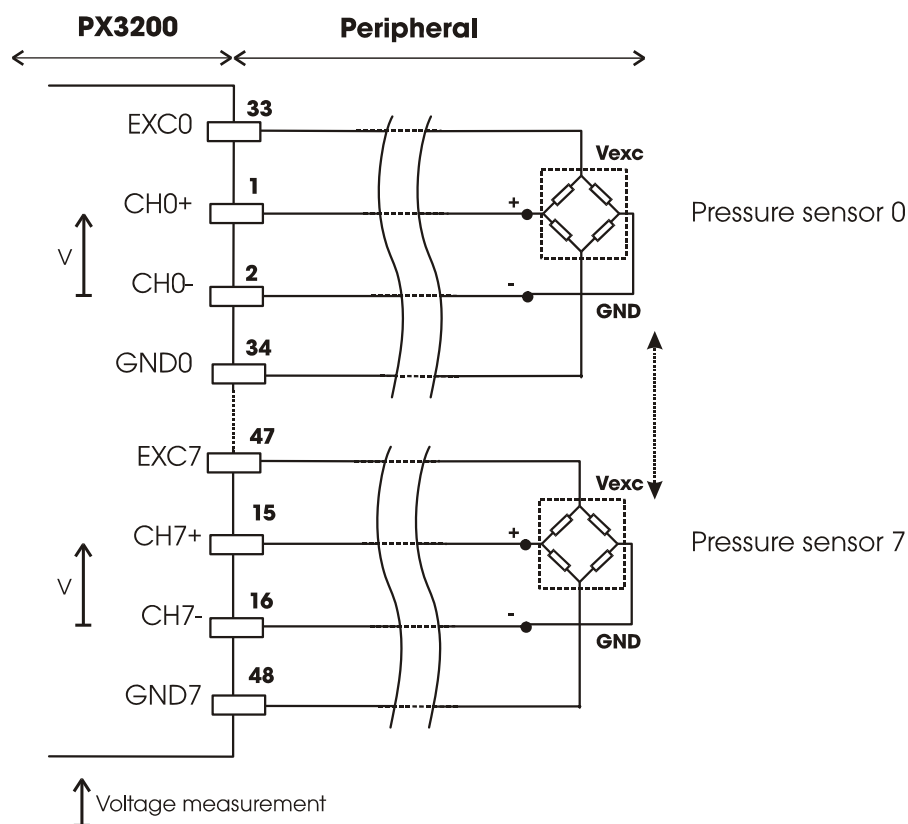 PX3200 Peripheral
33
EXC0
Vexc
1
CH0+
+
Pressure sensor 0
V
2
CH0-
-
GND
34
GND0
47
EXC7
Vexc
15
CH7+
+
Pressure sensor 7
V
16
CH7-
-
GND
48
GND7
Voltage measurement